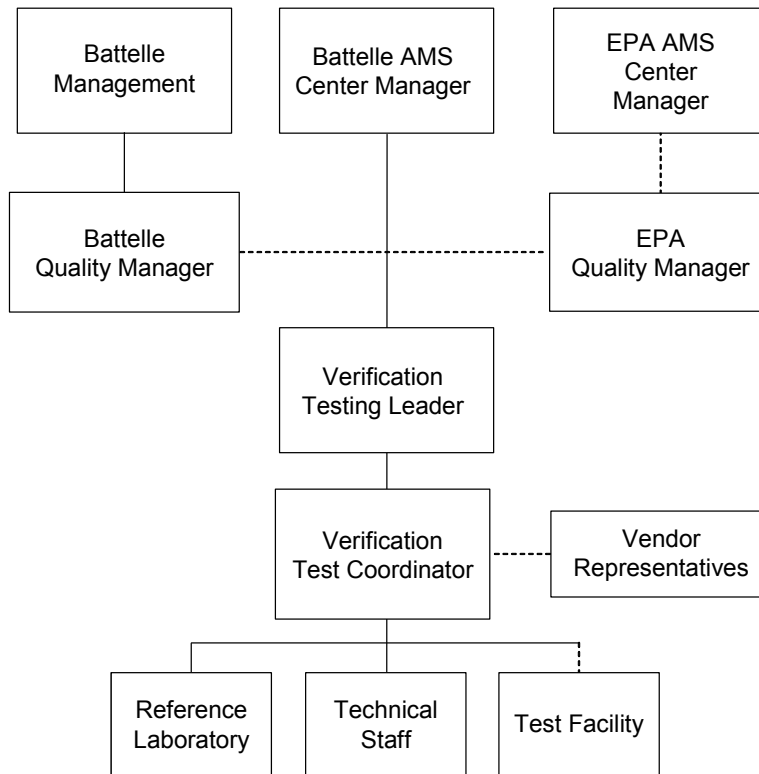 Battelle
Management
Battelle AMS
Center Manager
EPA AMS
Center
Manager
Battelle
Quality Manager
EPA
Quality Manager
Verification
Testing Leader
Verification
Test Coordinator
Vendor
Representatives
Reference
Laboratory
Technical
Staff
Test Facility